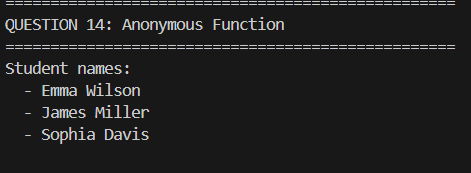 ==================================================
QUESTION 14: Anonymous Function
==================================================
Student names:
  - Emma Wilson
  - James Miller
  - Sophia Davis